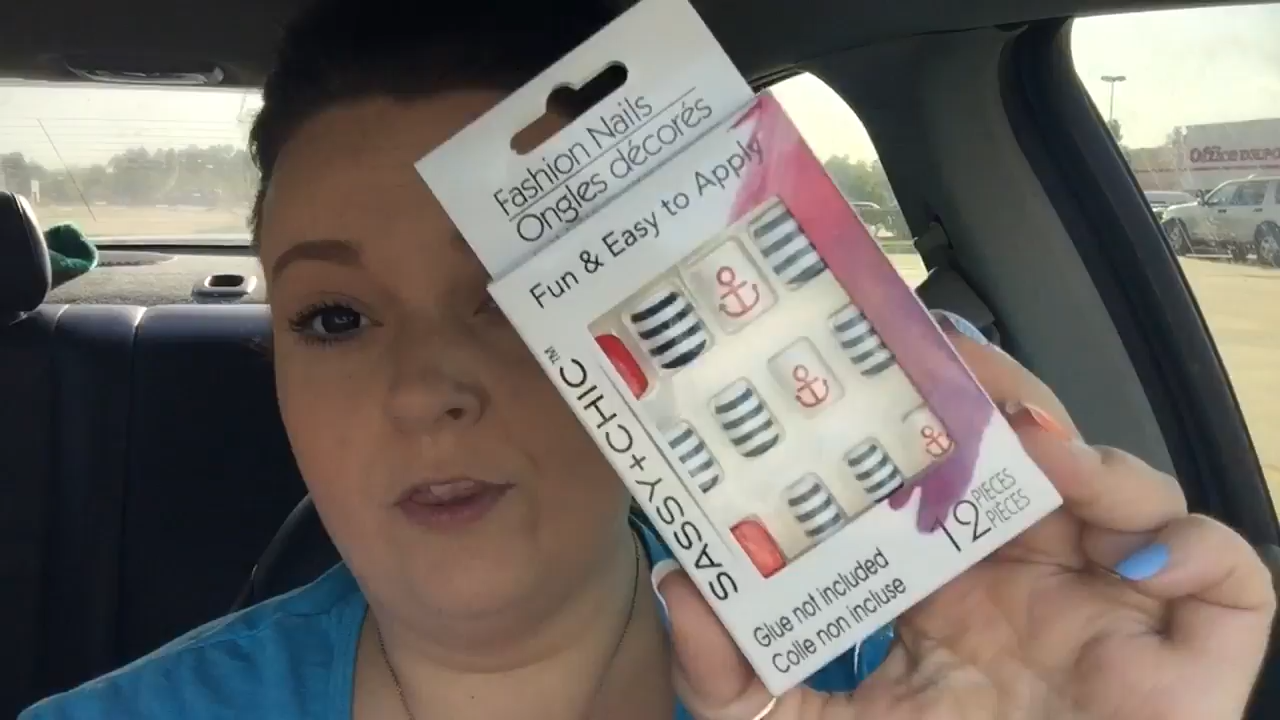 Fashion Nails
Ongles décorés
Fun & Easy to Apply
SASSY+CHIC™
12 PIECES
PIÈCES
Glue not included
Colle non incluse
Office DEPOT